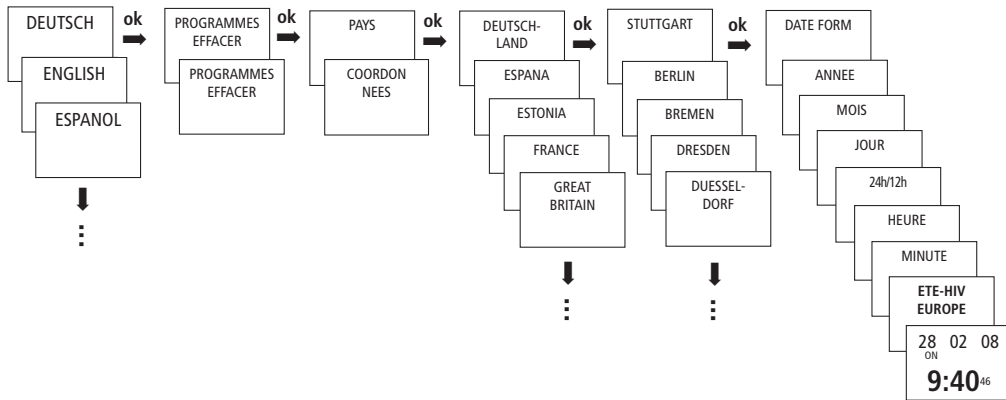 DEUTSCH
ENGLISH
ESPANOL
ok
PROGRAMMES
EFFACER
PROGRAMMES
EFFACER
ok
PAYS
COORDON
NEES
ok
DEUTSCH-
LAND
ESPANA
ESTONIA
FRANCE
GREAT
BRITAIN
ok
STUTTGART
BERLIN
BREMEN
DRESDEN
DUESSEL-
DORF
ok
DATE FORM
ANNEE
MOIS
JOUR
24h/12h
HEURE
MINUTE
ETE-HIV
EUROPE
28 02 08
ON
9:40 46